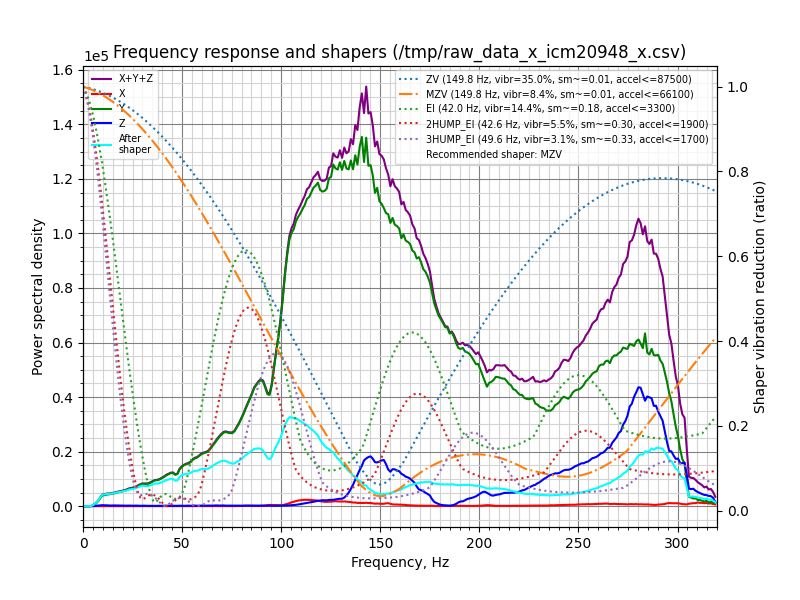 Frequency response and shapers (/tmp/raw_data_x_icm20948_x.csv)
1e5
X+Y+Z
X
Y
Z
After
shaper
ZV (149.8 Hz, vibr=35.0%, sm~=0.01, accel<=87500)
MZV (149.8 Hz, vibr=8.4%, sm~=0.01, accel<=66100)
EI (42.0 Hz, vibr=14.4%, sm~=0.18, accel<=3300)
2HUMP_EI (42.6 Hz, vibr=5.5%, sm~=0.30, accel<=1900)
3HUMP_EI (49.6 Hz, vibr=3.1%, sm~=0.33, accel<=1700)
Recommended shaper: MZV
Power spectral density
1.6
1.4
1.2
1.0
0.8
0.6
0.4
0.2
0.0
Shaper vibration reduction (ratio)
1.0
0.8
0.6
0.4
0.2
0.0
0 50 100 150 200 250 300
Frequency, Hz